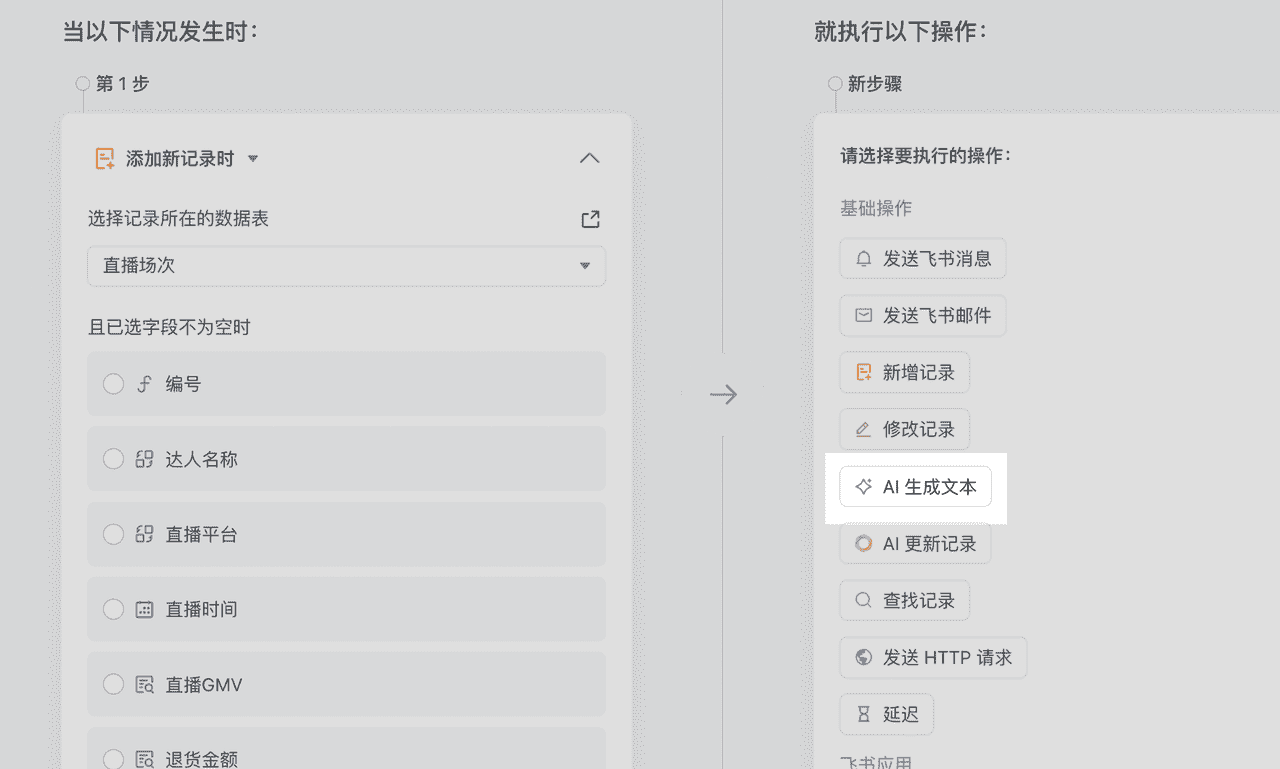 当以下情况发生时：
第 1 步
添加新记录时
选择记录所在的数据表
直播场次
且已选字段不为空时
编号
达人名称
直播平台
直播时间
直播GMV
退货金额
就执行以下操作：
新步骤
请选择要执行的操作：
基础操作
发送飞书消息
发送飞书邮件
新增记录
修改记录
AI 生成文本
AI 更新记录
查找记录
发送 HTTP 请求
延迟
飞书应用